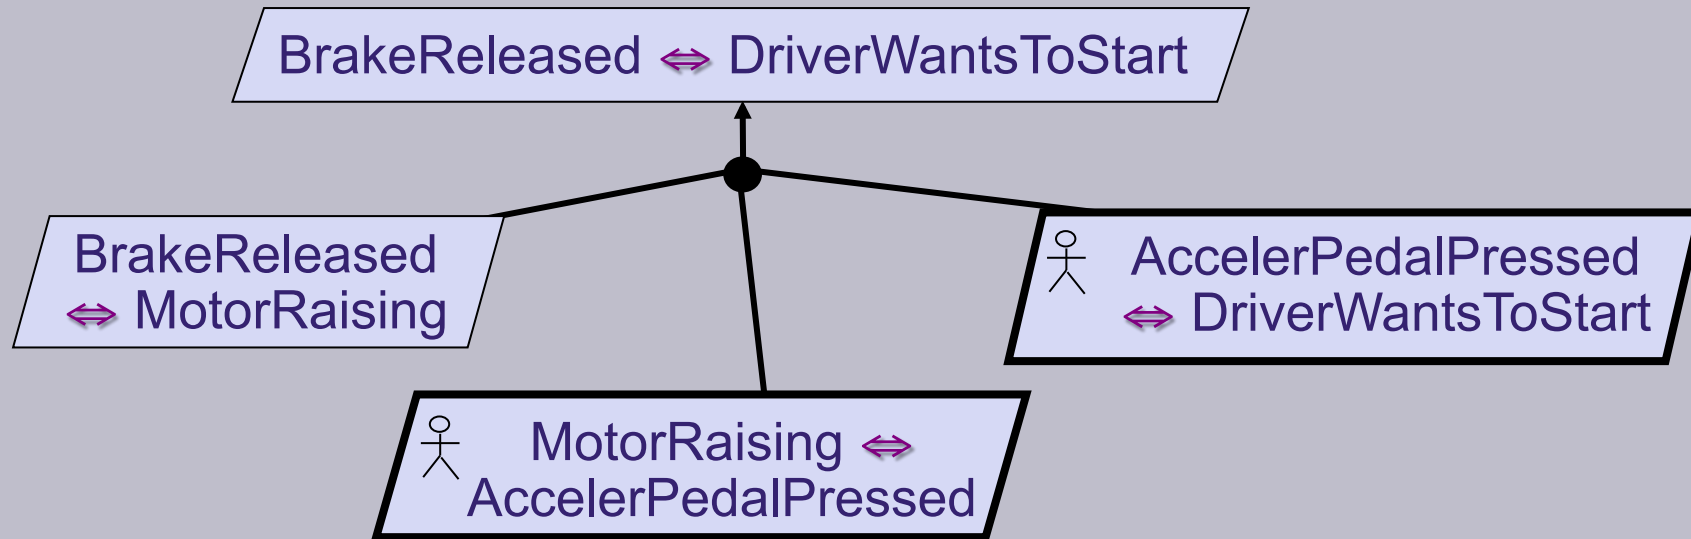 BrakeReleased ⇔ DriverWantsToStart
BrakeReleased
⇔ MotorRaising
AccelerPedalPressed
⇔ DriverWantsToStart
MotorRaising ⇔
AccelerPedalPressed